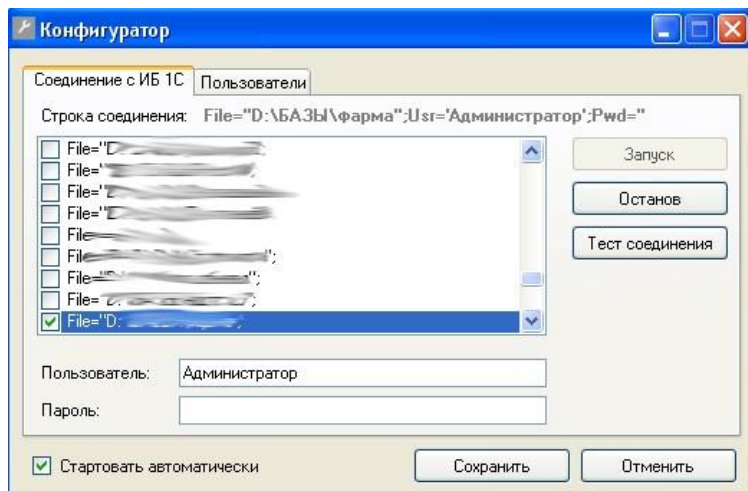 Конфигуратор
Соединение с ИБ 1С
Пользователи
Строка соединения: File="D:\БАЗЫ\фарма";Usr='Администратор';Pwd=''
File="D
File="
File="
File="D
File
File
File="D
File="D
File="D:
Запуск
Останов
Тест соединения
Пользователь: Администратор
Пароль:
Стартовать автоматически
Сохранить
Отменить